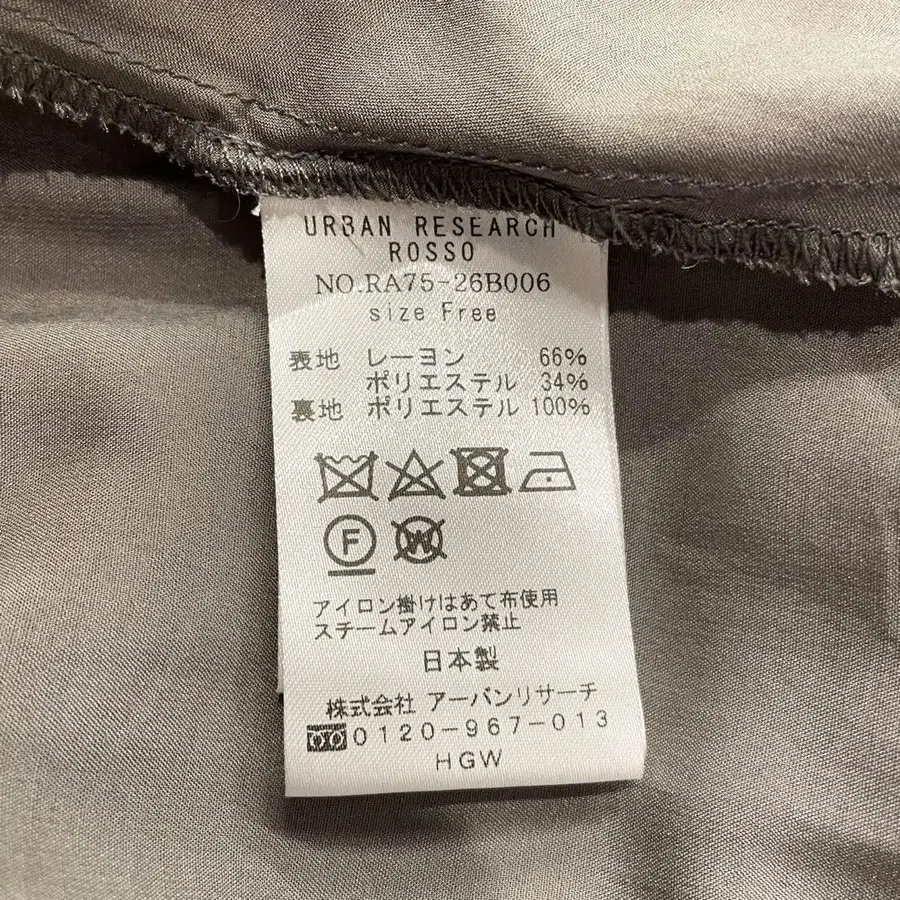 URBAN RESEARCH
ROSSO
NO.RA75-26B006
size Free
表地 レーヨン 66%
ポリエステル 34%
裏地 ポリエステル 100%
F W
アイロン掛けはあて布使用
スチームアイロン禁止
日本製
株式会社 アーバンリサーチ
0120-967-013
HGW